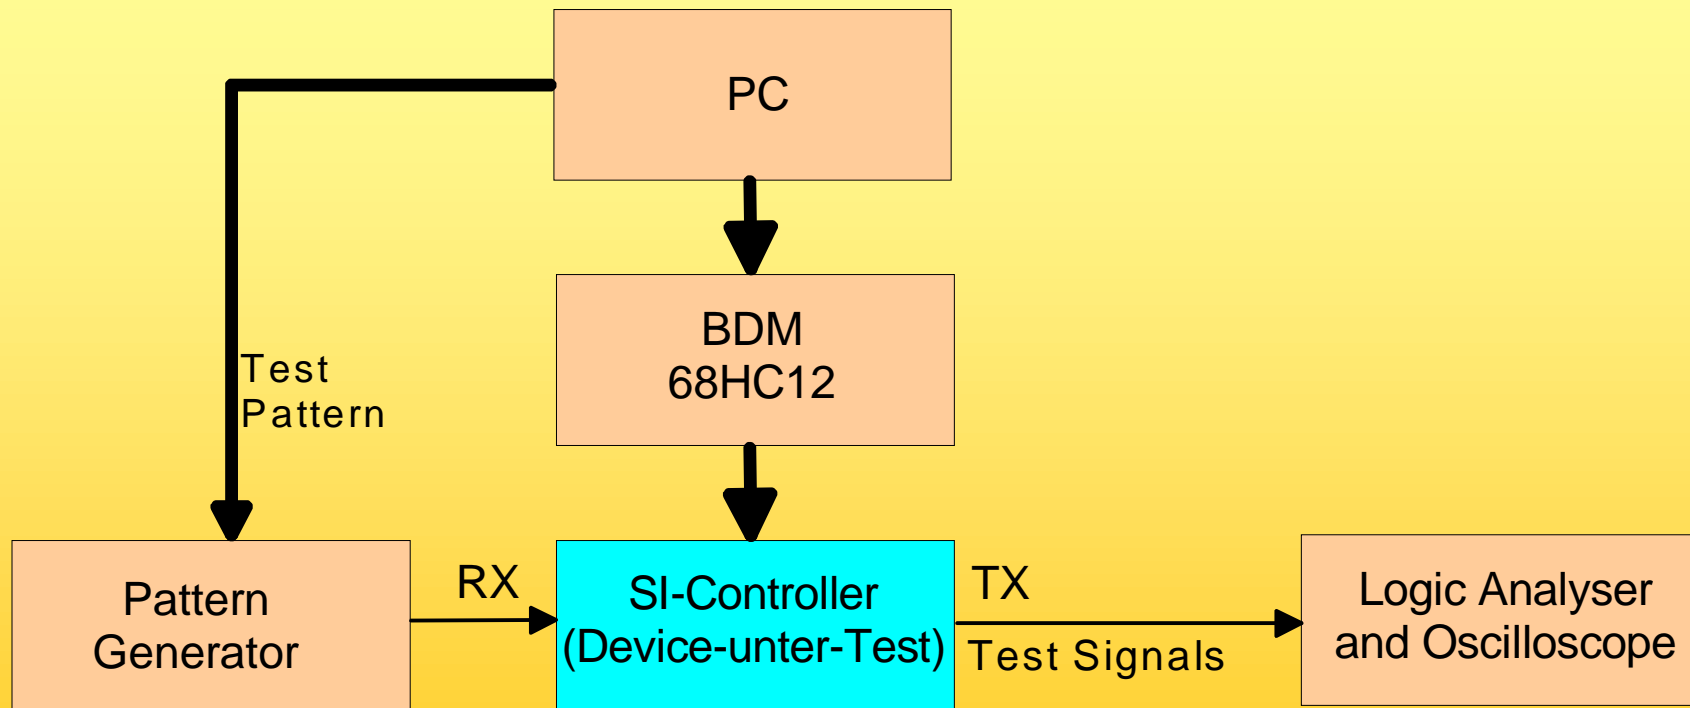 PC
BDM
68HC12
Test
Pattern
Pattern
Generator
RX
SI-Controller
(Device-unter-Test)
TX
Test Signals
Logic Analyser
and Oscilloscope